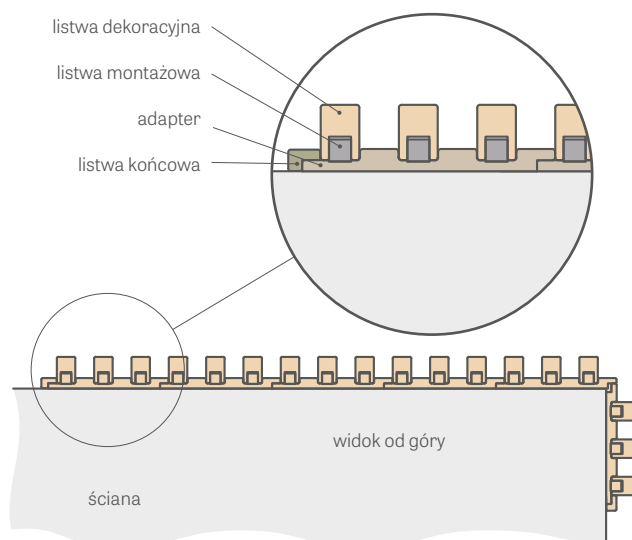 listwa dekoracyjna
listwa montażowa
adapter
listwa końcowa
widok od góry
ściana